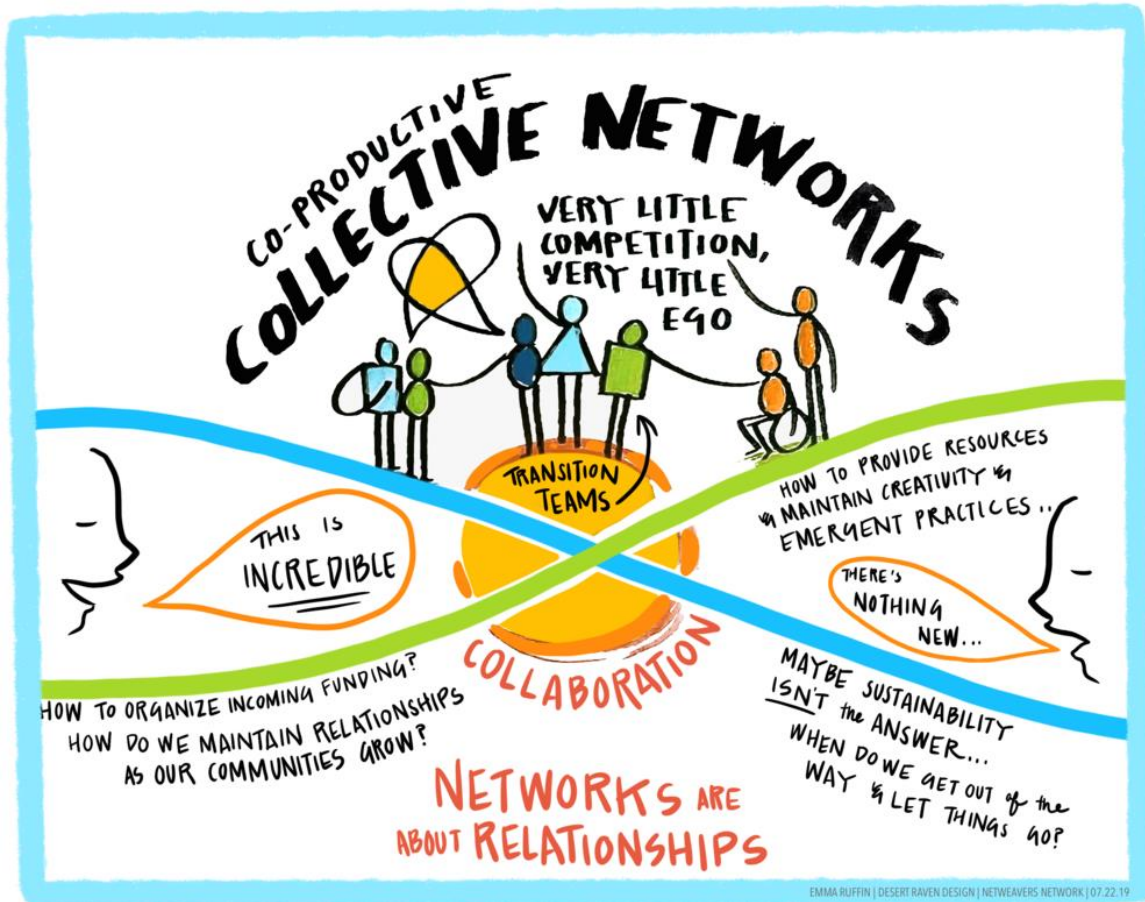 CO-PRODUCTIVE
COLLECTIVE NETWORKS
VERY LITTLE
COMPETITION,
VERY LITTLE
EGO
TRANSITION
TEAMS
THIS IS
INCREDIBLE
HOW TO PROVIDE RESOURCES
& MAINTAIN CREATIVITY &
EMERGENT PRACTICES..
THERE'S
NOTHING
NEW...
COLLABORATION
HOW TO ORGANIZE INCOMING FUNDING?
HOW DO WE MAINTAIN RELATIONSHIPS
AS OUR COMMUNITIES GROW?
MAYBE SUSTAINABILITY
ISN'T the ANSWER...
WHEN DO WE GET OUT of the
WAY & LET THINGS GO?
NETWORKS ARE
ABOUT RELATIONSHIPS
EMMA RUFFIN | DESERT RAVEN DESIGN | NETWEAVERS NETWORK | 07.22.19